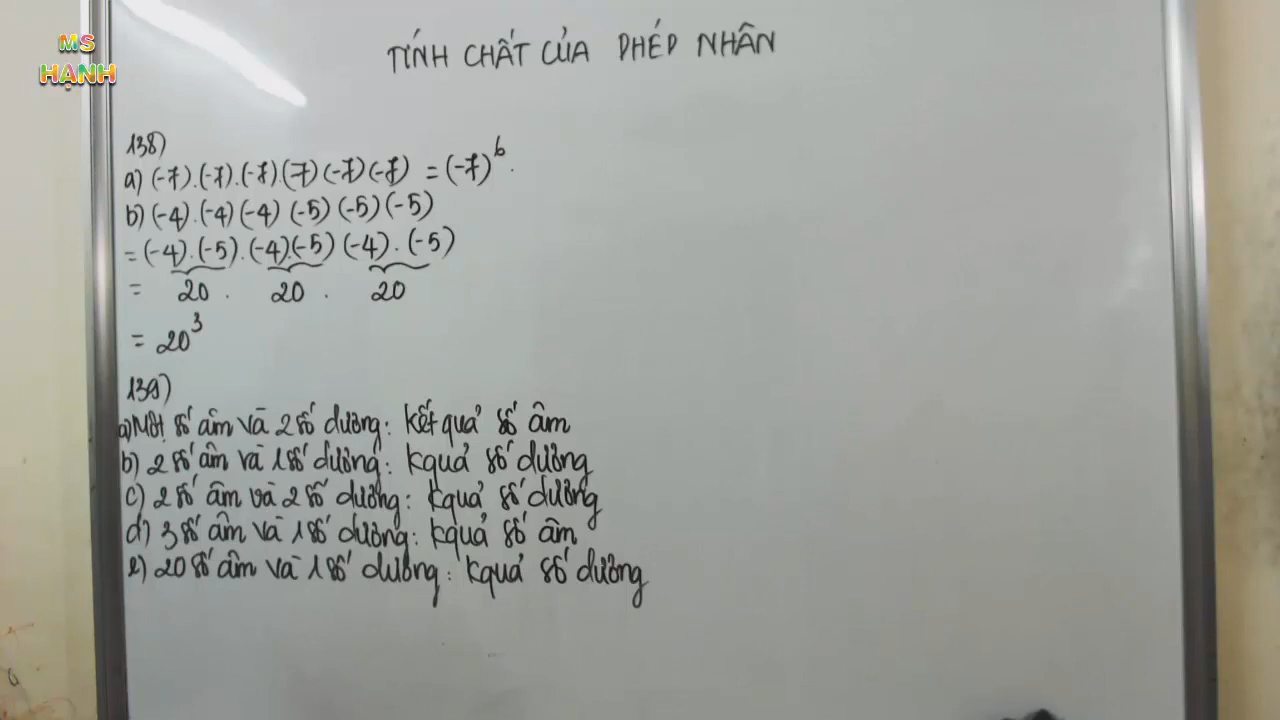 MS
HẠNH
TÍNH CHẤT CỦA PHÉP NHÂN
138)
a) (-7).(-7).(-7).(-7)(-7)(-7) = (-7)^6.
b) (-4).(-4)(-4)(-5)(-5)(-5)
= (-4).(-5).(-4)(-5)(-4).(-5)
= 20 . 20 . 20
= 20^3
139)
a) Một số âm và 2 số dương: kết quả số âm
b) 2 số âm và 1 số dương: kquả số dương
c) 2 số âm và 2 số dương: kquả số dương
d) 3 số âm và 1 số dương: kquả số âm
e) 20 số âm và 1 số dương: kquả số dương